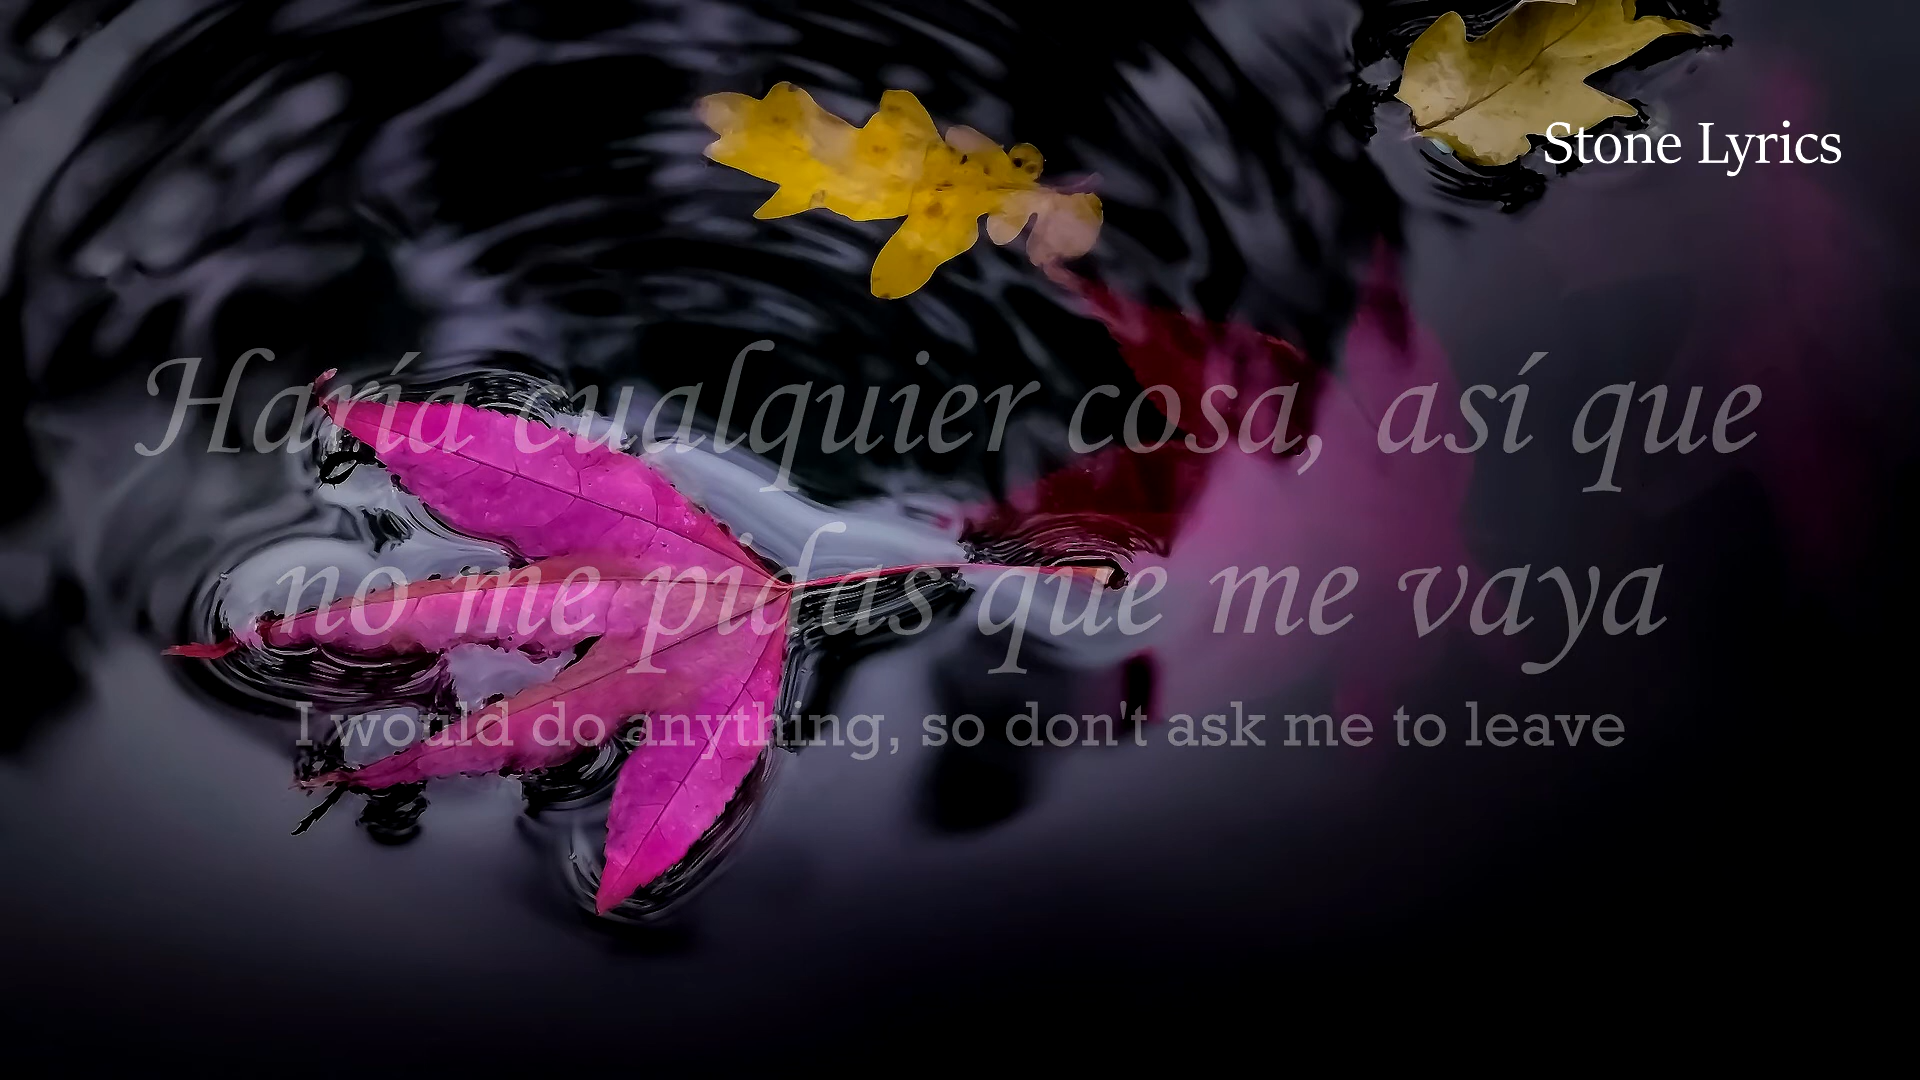 Stone Lyrics
Haría cualquier cosa, así que
no me pidas que me vaya
I would do anything, so don't ask me to leave